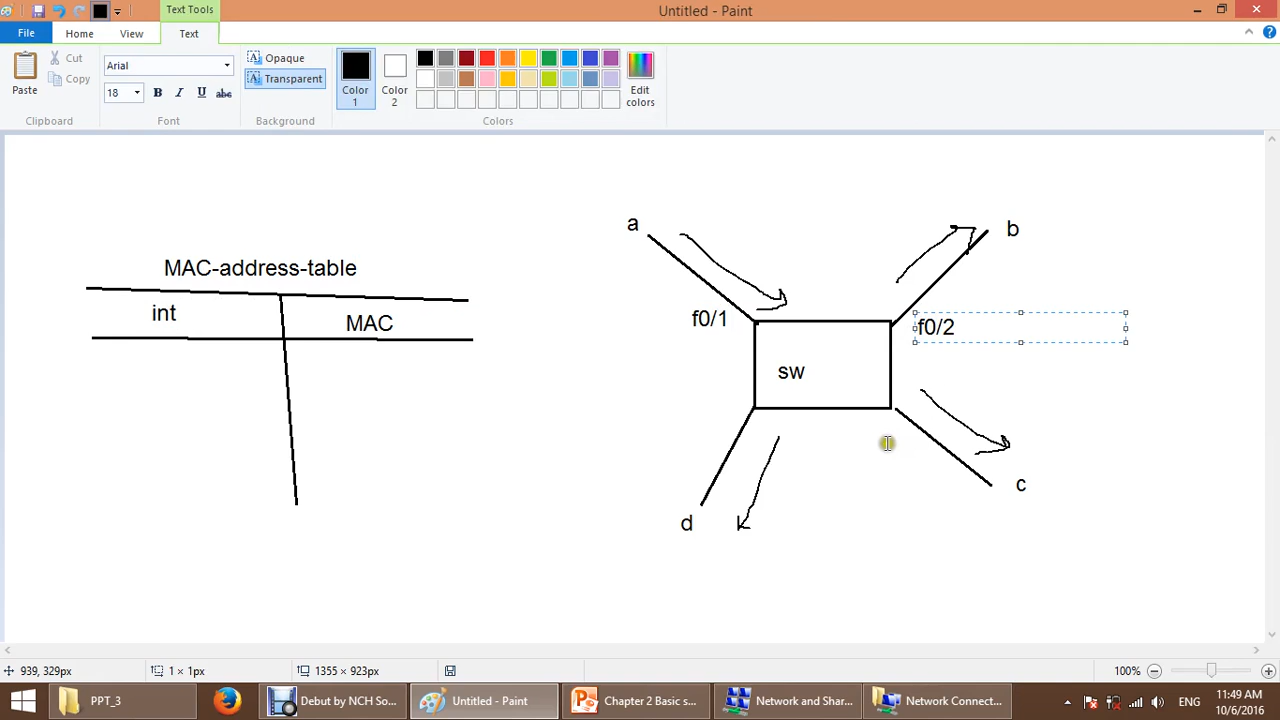 Untitled - Paint
Text Tools
File
Home
View
Text
Paste
Cut
Copy
Clipboard
Arial
18
B I U abc
Font
Opaque
Transparent
Background
Color 1
Color 2
Edit colors
Colors
MAC-address-table
int
MAC
a
b
f0/1
f0/2
sw
c
d
939, 329px
1 × 1px
1355 × 923px
100%
PPT_3
Debut by NCH So...
Untitled - Paint
Chapter 2 Basic s...
Network and Shar...
Network Connect...
ENG
11:49 AM
10/6/2016